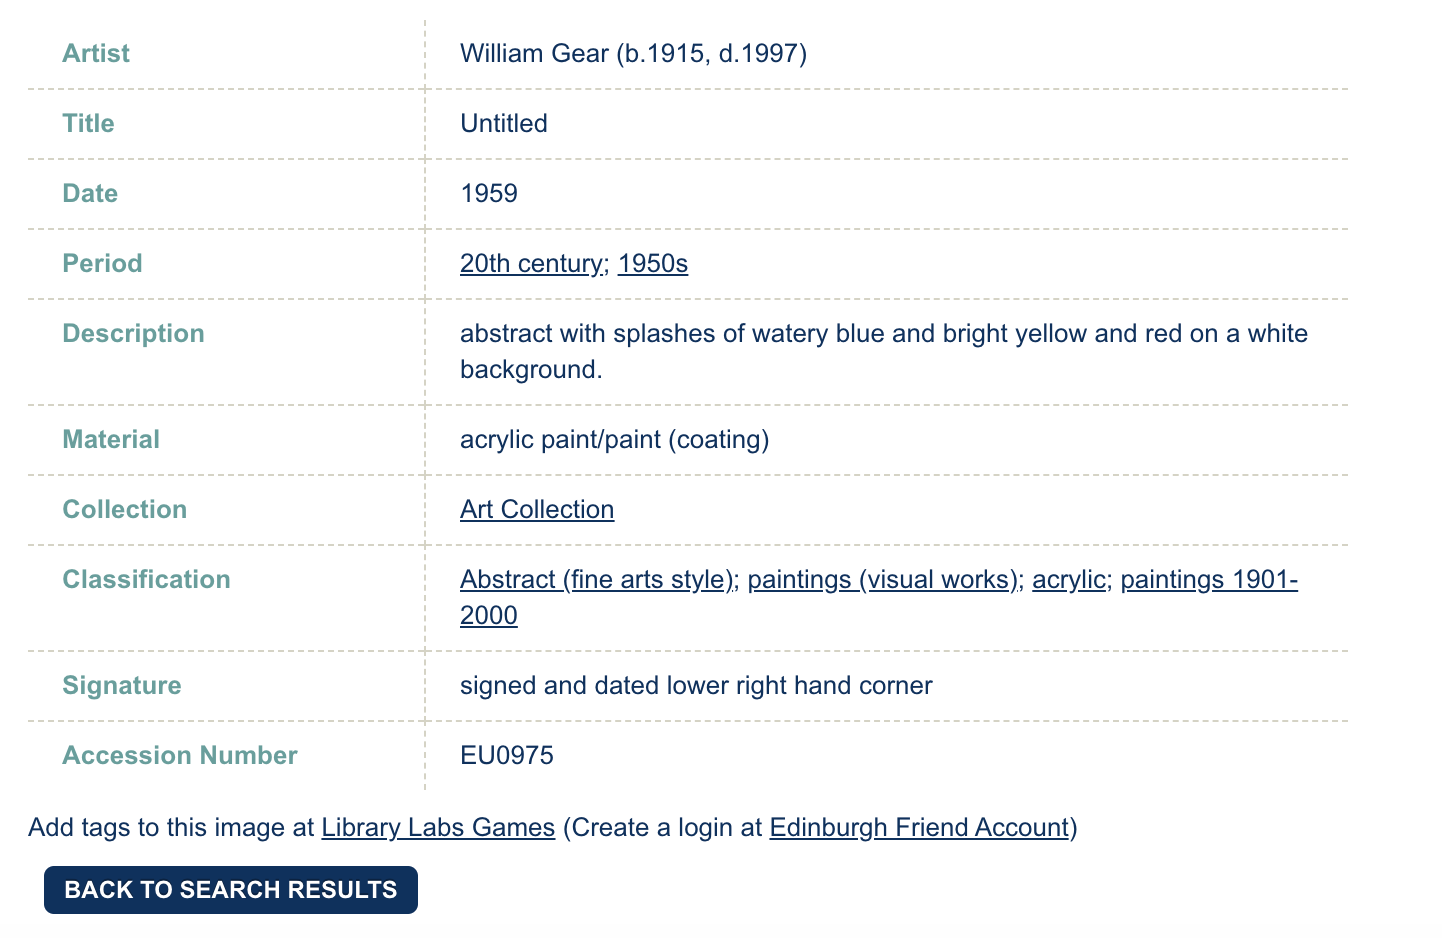 Artist William Gear (b.1915, d.1997)
Title Untitled
Date 1959
Period 20th century; 1950s
Description abstract with splashes of watery blue and bright yellow and red on a white
background.
Material acrylic paint/paint (coating)
Collection Art Collection
Classification Abstract (fine arts style); paintings (visual works); acrylic; paintings 1901-
2000
Signature signed and dated lower right hand corner
Accession Number EU0975
Add tags to this image at Library Labs Games (Create a login at Edinburgh Friend Account)
BACK TO SEARCH RESULTS